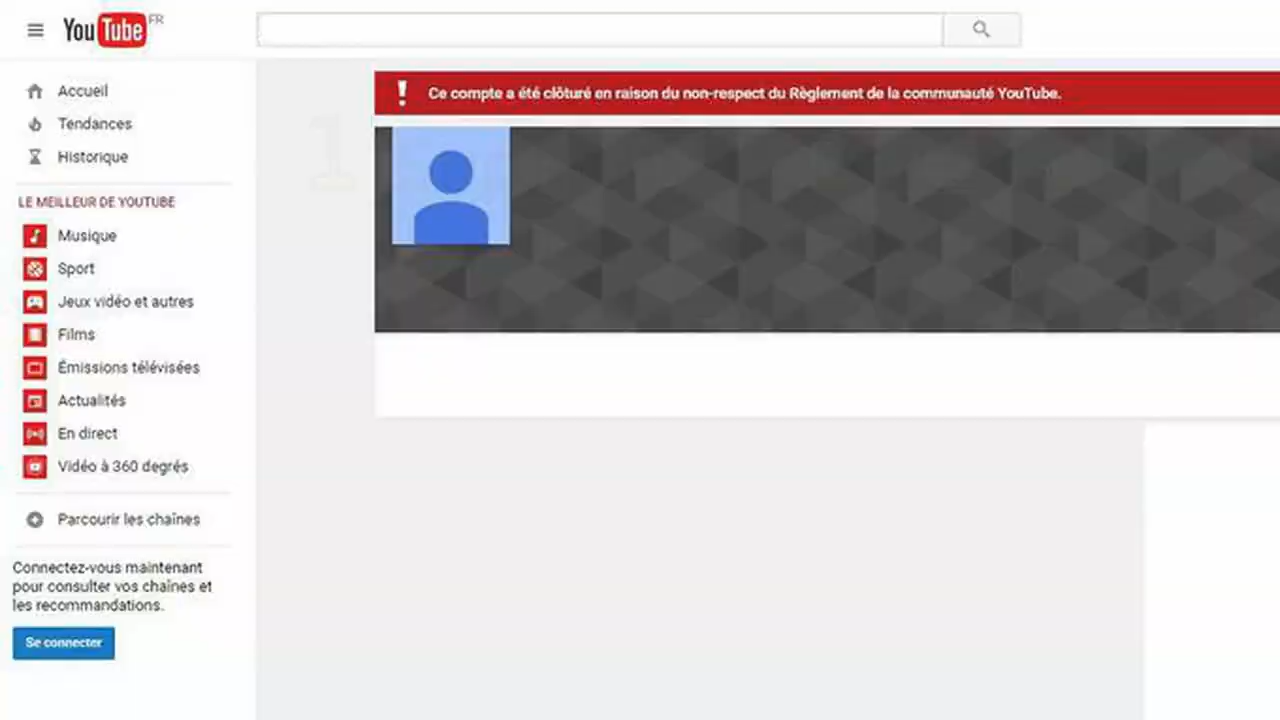 YouTube FR
Ce compte a été clôturé en raison du non-respect du Règlement de la communauté YouTube.
Accueil
Tendances
Historique
LE MEILLEUR DE YOUTUBE
Musique
Sport
Jeux vidéo et autres
Films
Émissions télévisées
Actualités
En direct
Vidéo à 360 degrés
Parcourir les chaînes
Connectez-vous maintenant
pour consulter vos chaînes et
les recommandations.
Se connecter
1